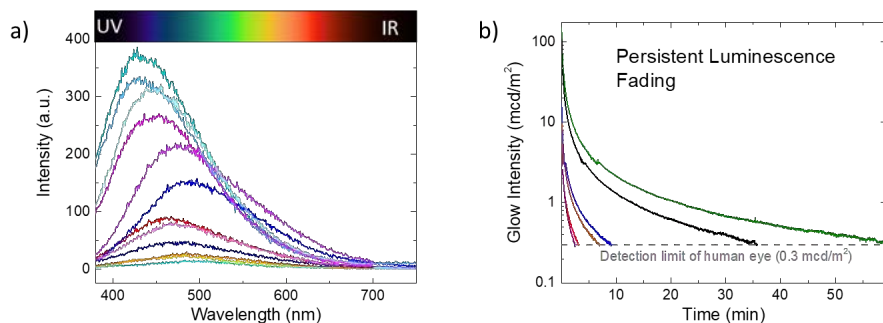 a)
UV
IR
400
300
200
100
0
Intensity (a.u.)
400
500
600
700
Wavelength (nm)
b)
Persistent Luminescence
Fading
100
10
1
0.1
Glow Intensity (mcd/m²)
Detection limit of human eye (0.3 mcd/m²)
10
20
30
40
50
Time (min)